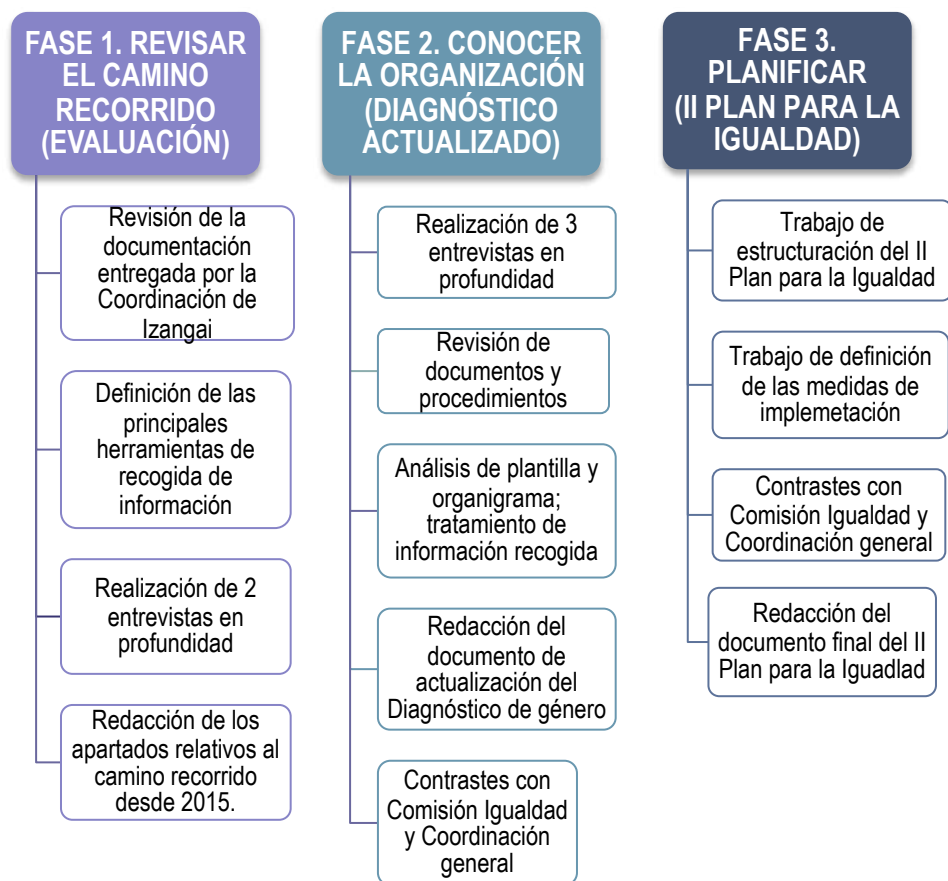 FASE 1. REVISAR
EL CAMINO
RECORRIDO
(EVALUACIÓN)
Revisión de la
documentación
entregada por la
Coordinación de
Izangai
Definición de las
principales
herramientas de
recogida de
información
Realización de 2
entrevistas en
profundidad
Redacción de los
apartados relativos al
camino recorrido
desde 2015.
FASE 2. CONOCER
LA ORGANIZACIÓN
(DIAGNÓSTICO
ACTUALIZADO)
Realización de 3
entrevistas en
profundidad
Revisión de
documentos y
procedimientos
Análisis de plantilla y
organigrama;
tratamiento de
información recogida
Redacción del
documento de
actualización del
Diagnóstico de género
Contrastes con
Comisión Igualdad
y Coordinación
general
FASE 3.
PLANIFICAR
(II PLAN PARA LA
IGUALDAD)
Trabajo de
estructuración del II
Plan para la Igualdad
Trabajo de definición
de las medidas de
implemetación
Contrastes con
Comisión Igualdad y
Coordinación general
Redacción del
documento final del II
Plan para la Iguadlad